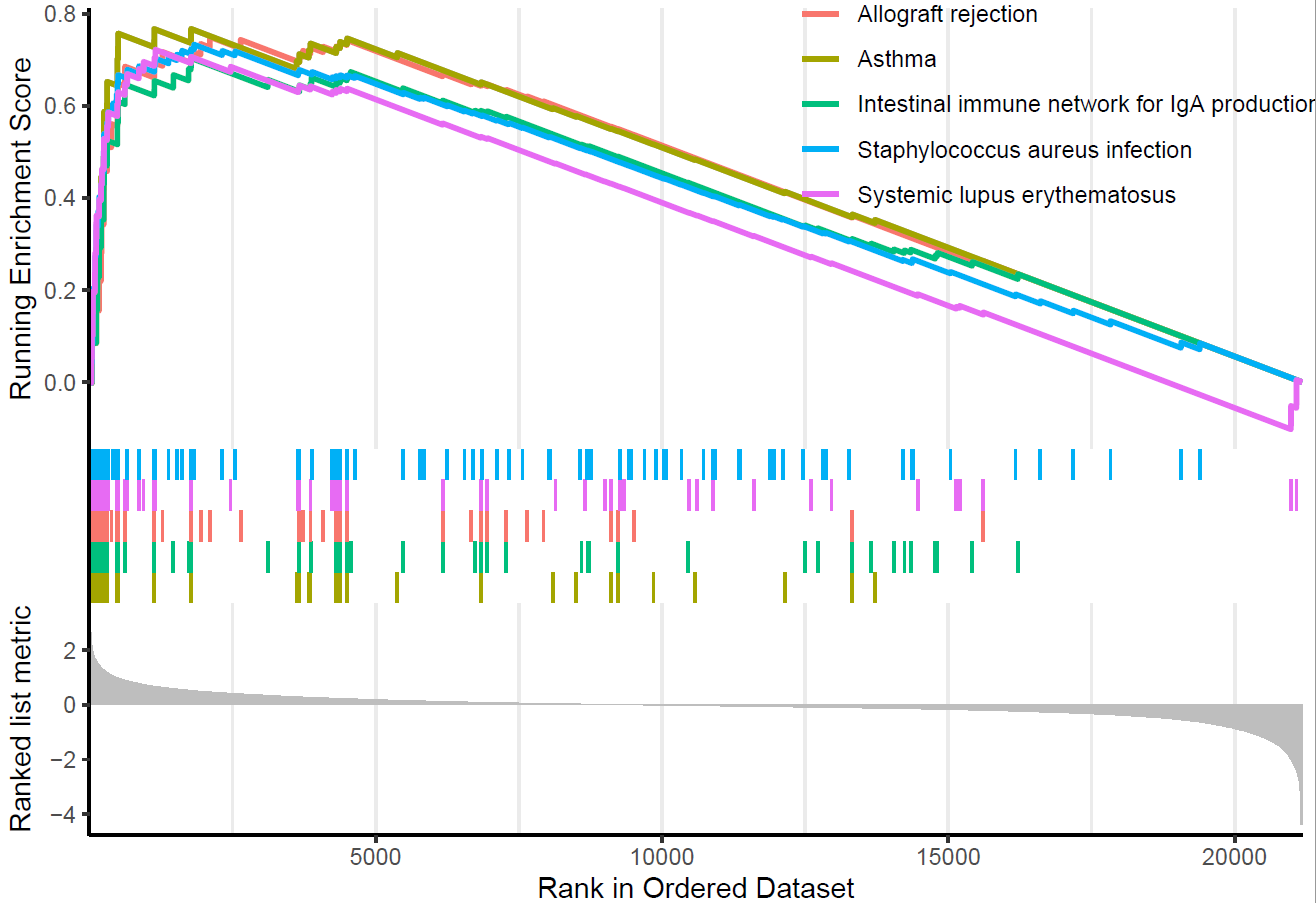 Running Enrichment Score
0.8
0.6
0.4
0.2
0.0
Allograft rejection
Asthma
Intestinal immune network for IgA production
Staphylococcus aureus infection
Systemic lupus erythematosus
Ranked list metric
2
0
−2
−4
5000 10000 15000 20000
Rank in Ordered Dataset